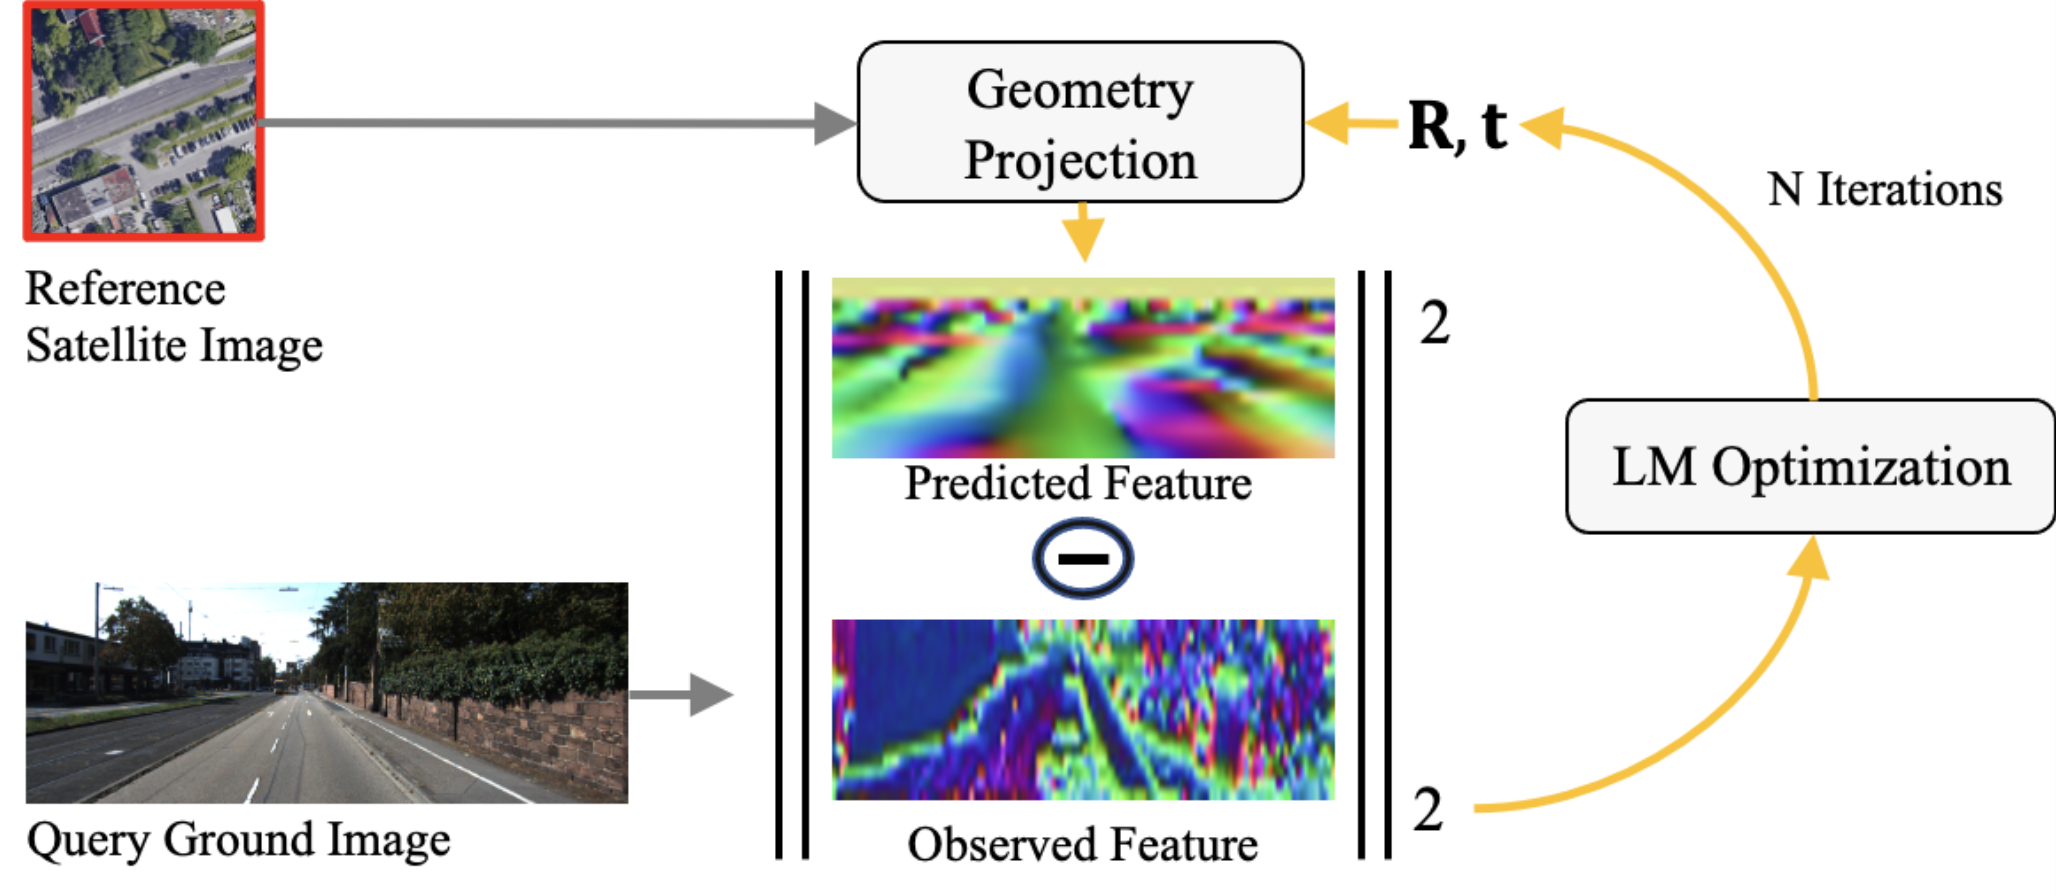 Geometry
Projection
R, t
N Iterations
Reference
Satellite Image
2
Predicted Feature
LM Optimization
2
Query Ground Image
Observed Feature